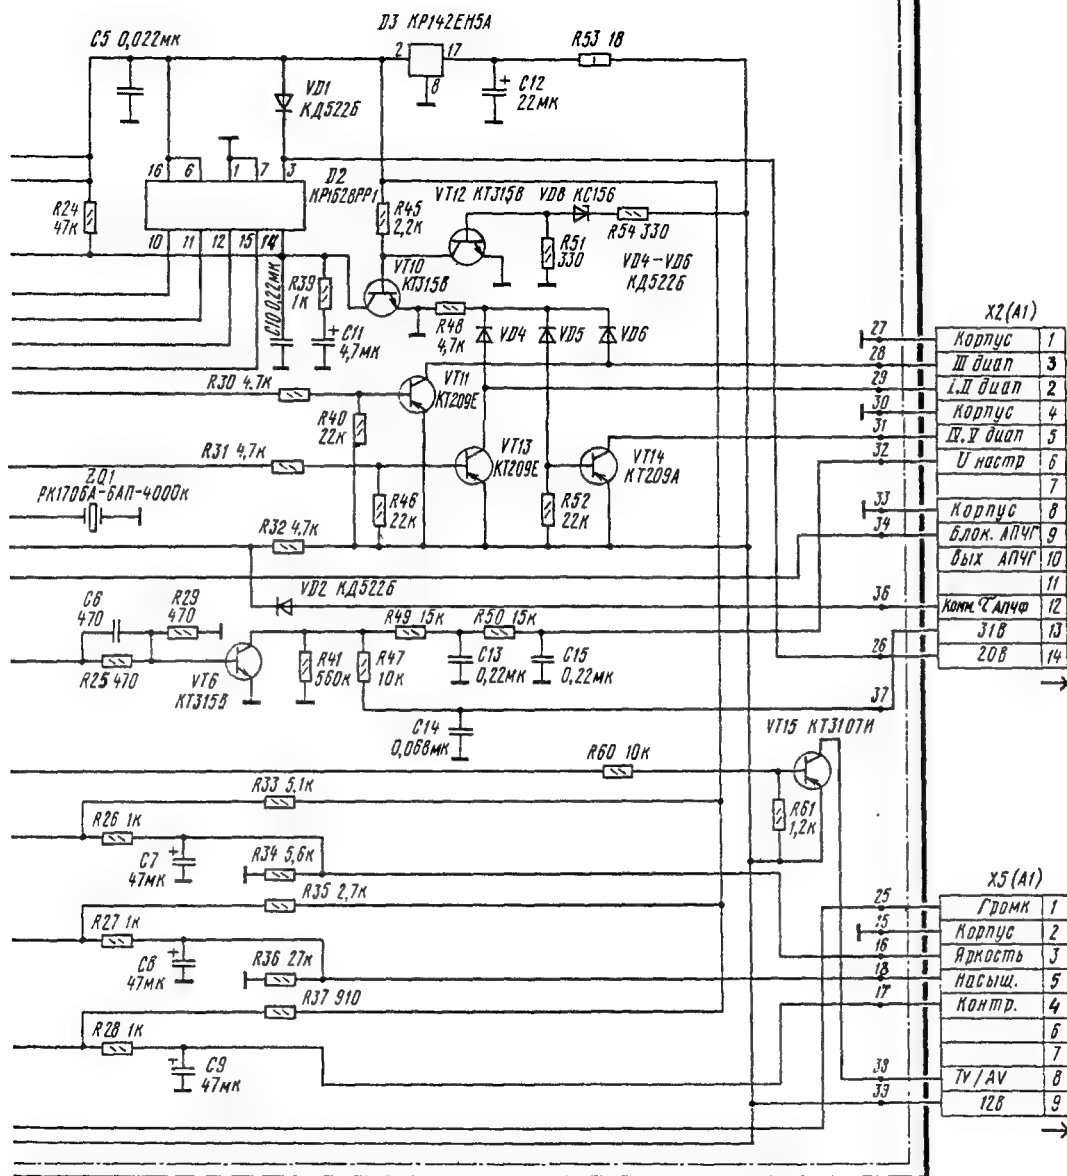 D3 КР142ЕН5А
C5 0,022мк
2
17
8
R53 18
C12
22мк
VD1
КД522Б
16
6
1
7
3
D2
КР1628РР1
R24
47к
10
11
12
15
14
R45
2,2к
VT12 КТ315В
VD8 КС156
R54 330
R51
330
VD4-VD6
КД522Б
VT10
КТ315В
R39
1к
C10 0,22мк
+
C11
4,7мк
R48
4,7к
VD4
VD5
VD6
R30 4,7к
VT11
КТ209Е
R40
22к
R31 4,7к
VT13
КТ209Е
VT14
КТ209А
ZQ1
РК170БА-6АП-4000к
R46
22к
R52
22к
R32 4,7к
VD2 КД522Б
C6
470
R29
470
R25 470
VT6
КТ315В
R49 15к
R50 15к
R41
560к
R47
10к
C13
0,22мк
C15
0,22мк
C14
0,068мк
VT15 КТ3107И
R60 10к
R61
1,2к
R33 5,1к
R26 1к
C7
47мк
R34 5,6к
R35 2,7к
R27 1к
C8
47мк
R36 27к
R37 910
R28 1к
C9
47мк
X2(A1)
27 Корпус 1
28 III диап 3
29 I,II диап 2
30 Корпус 4
31 IV,V диап 5
32 U настр 6
7
33 Корпус 8
34 Блок. АПЧГ 9
Вых АПЧГ 10
11
36 Комм. τ АПЧФ 12
31В 13
26 20В 14
37
X5(A1)
25 Громк 1
15 Корпус 2
16 Яркость 3
18 Насыщ. 5
17 Контр. 4
6
7
38 TV/AV 8
39 12В 9